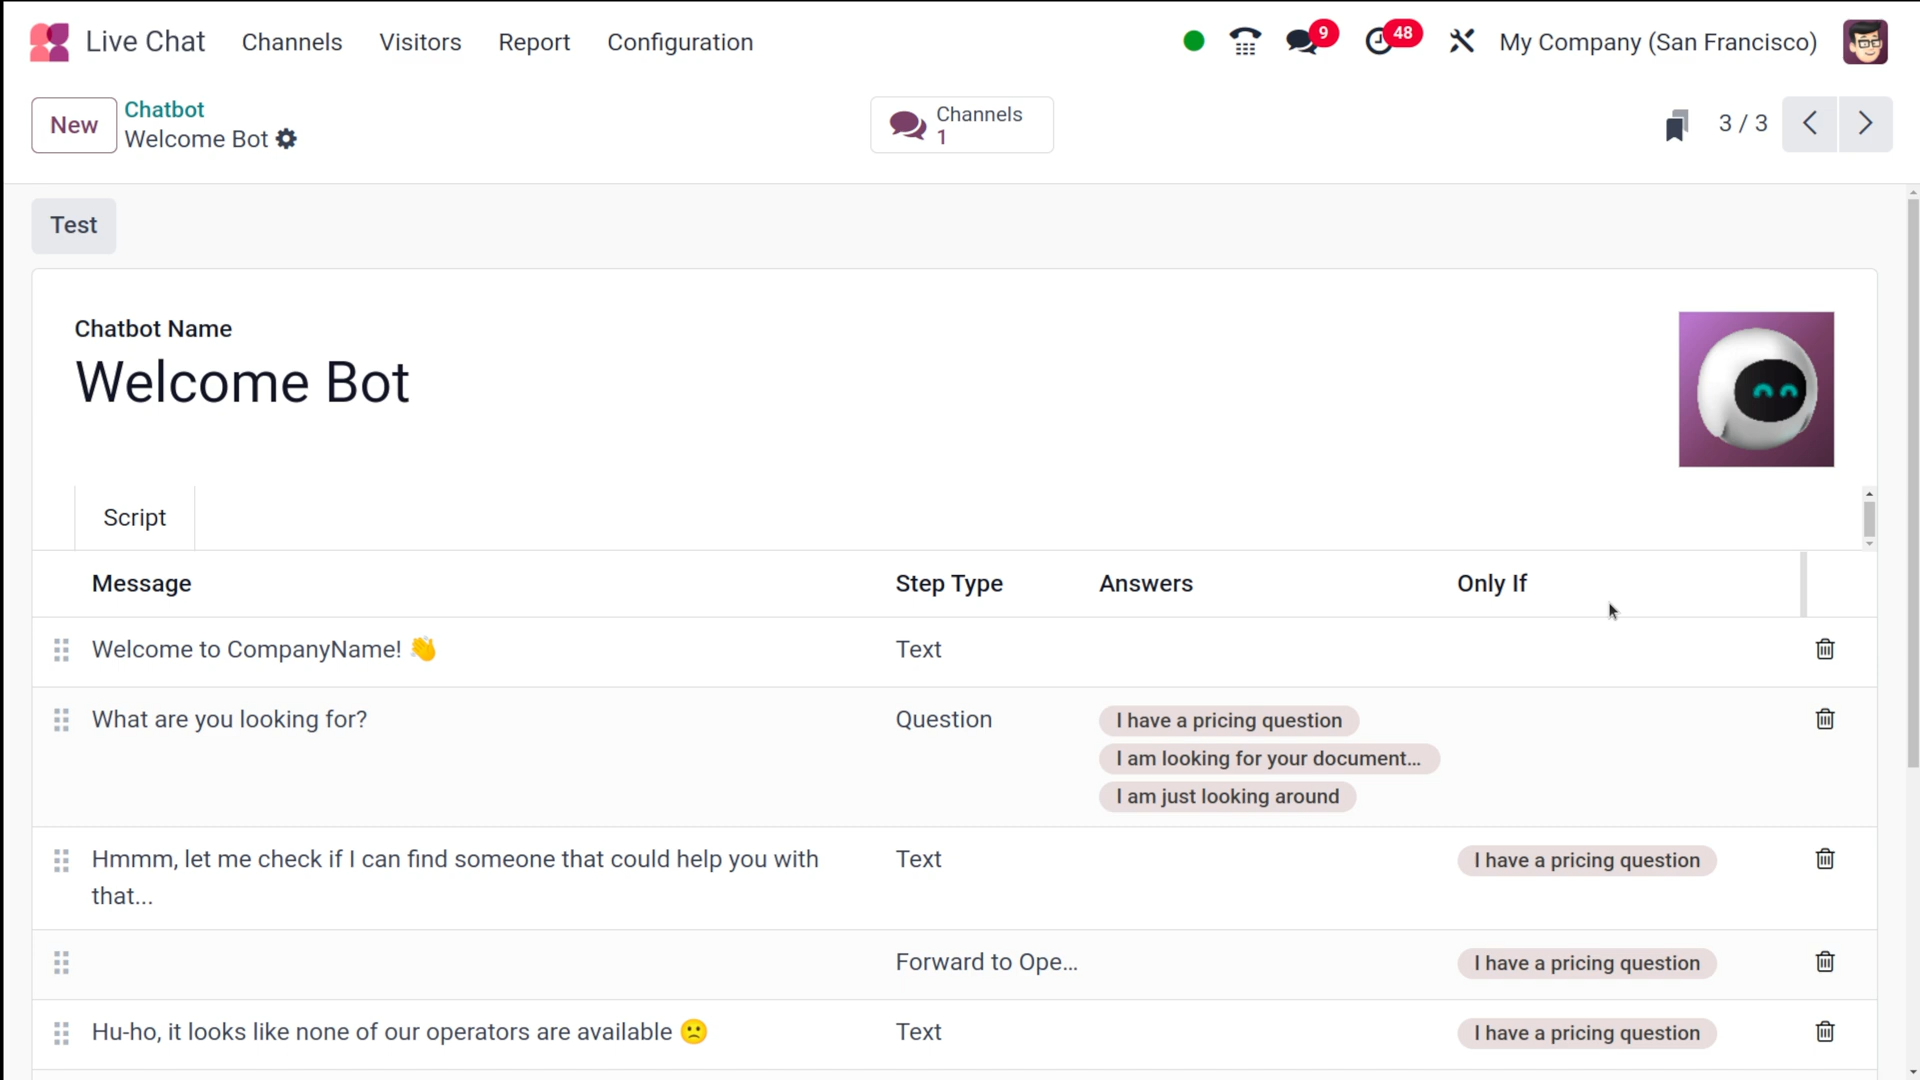 Live Chat Channels Visitors Report Configuration 9 48 My Company (San Francisco)
New Chatbot
Welcome Bot
Channels
1
3 / 3
Test
Chatbot Name
Welcome Bot
Script
Message Step Type Answers Only If
Welcome to CompanyName! 👋 Text
What are you looking for? Question I have a pricing question
I am looking for your document...
I am just looking around
Hmmm, let me check if I can find someone that could help you with Text I have a pricing question
that...
Forward to Ope... I have a pricing question
Hu-ho, it looks like none of our operators are available 🙁 Text I have a pricing question